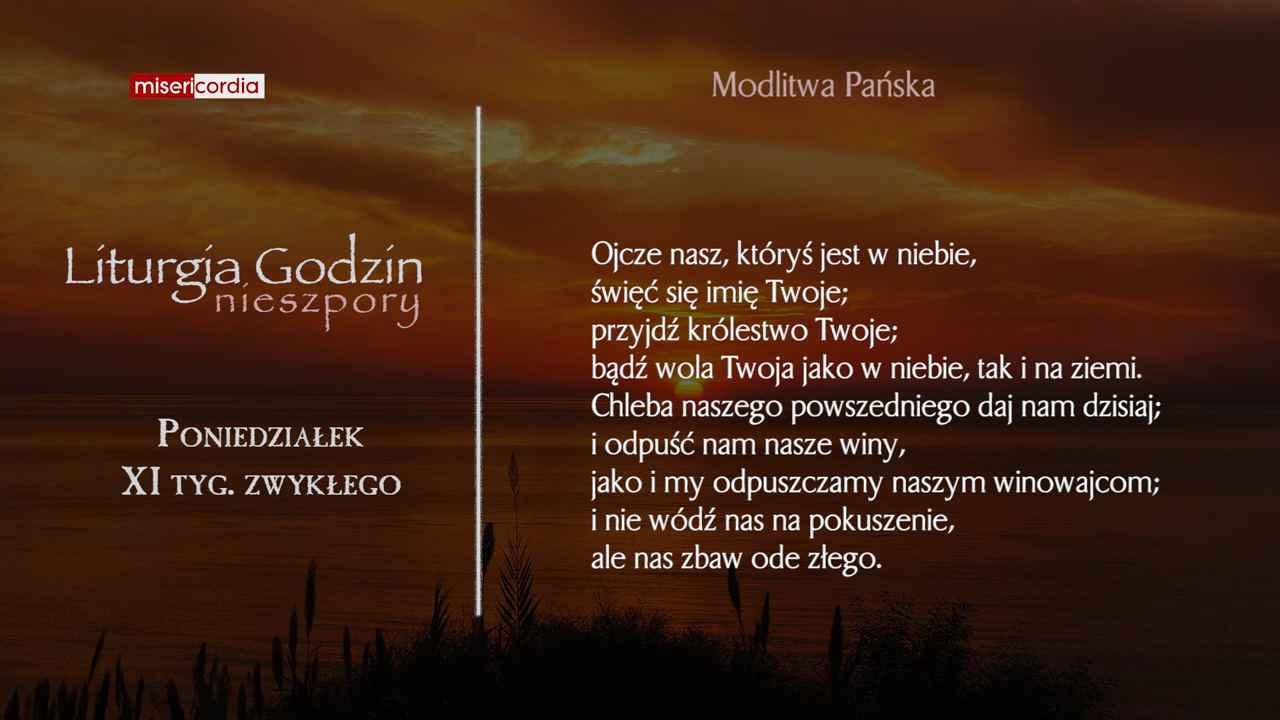 misericordia
Liturgia Godzin
nieszpory
Poniedziałek
XI tyg. zwykłego
Modlitwa Pańska
Ojcze nasz, któryś jest w niebie,
święć się imię Twoje;
przyjdź królestwo Twoje;
bądź wola Twoja jako w niebie, tak i na ziemi.
Chleba naszego powszedniego daj nam dzisiaj;
i odpuść nam nasze winy,
jako i my odpuszczamy naszym winowajcom;
i nie wódź nas na pokuszenie,
ale nas zbaw ode złego.